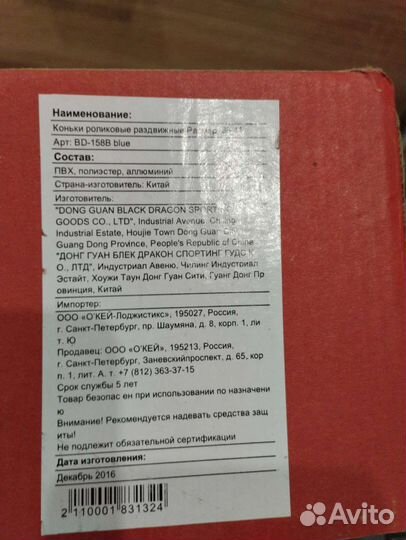 Наименование:
Коньки роликовые раздвижные Размер
Арт: BD-158B blue
Состав:
ПВХ, полиэстер, аллюминий
Страна-изготовитель: Китай
Изготовитель:
"DONG GUAN BLACK DRAGON
GOODS CO., LTD", Industrial Avenue,
Industrial Estate, Houjie Town Dong Guan
Guang Dong Province, People's Republic of China
"ДОНГ ГУАН БЛЕК ДРАКОН СПОРТИНГ ГУДС К
О., ЛТД", Индустриал Авеню, Чилинг Индустриал
Эстайт, Хоужи Таун Донг Гуан Сити, Гуанг Донг Пр
овинция, Китай
Импортер:
ООО «О'КЕЙ-Лоджистикс», 195027, Россия,
г. Санкт-Петербург, пр. Шаумяна, д. 8, корп. 1, ли
т. Ю
Продавец: ООО «О'КЕЙ», 195213, Россия,
г. Санкт-Петербург, Заневскийпроспект, д. 65, кор
п. 1, лит. А. т. +7 (812) 363-37-15
Срок службы 5 лет
Товар безопас ен при использовании по назначени
ю
Внимание! Рекомендуется надевать средства защ
иты!
Не подлежит обязательной сертификации
Дата изготовления:
Декабрь 2016
2 110001 831324
Avito